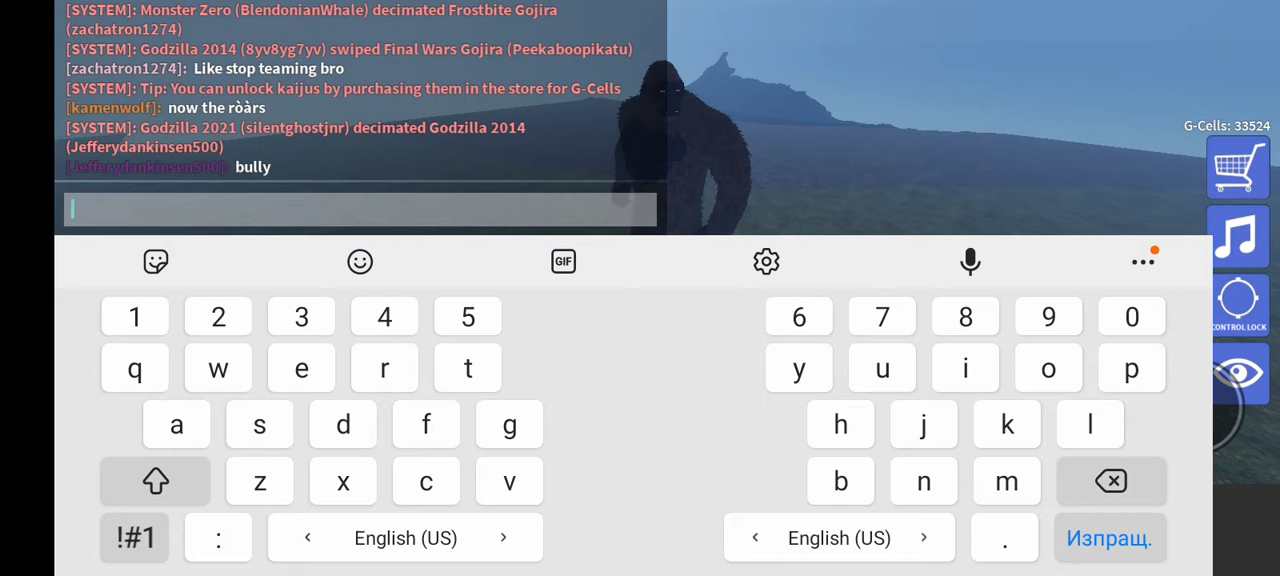 [SYSTEM]: Monster Zero (BlendonianWhale) decimated Frostbite Gojira
(zachatron1274)
[SYSTEM]: Godzilla 2014 (8yv8yg7yv) swiped Final Wars Gojira (Peekaboopikatu)
[zachatron1274]: Like stop teaming bro
[SYSTEM]: Tip: You can unlock kaijus by purchasing them in the store for G-Cells
[kamenwolf]: now the ròàrs
[SYSTEM]: Godzilla 2021 (silentghostjnr) decimated Godzilla 2014
(Jefferydankinsen500)
[Jefferydankinsen500]: bully
G-Cells: 33524
CONTROL LOCK
GIF
1 2 3 4 5 6 7 8 9 0
q w e r t y u i o p
a s d f g h j k l
z x c v b n m
!#1 : English (US) English (US) . Изпращ.